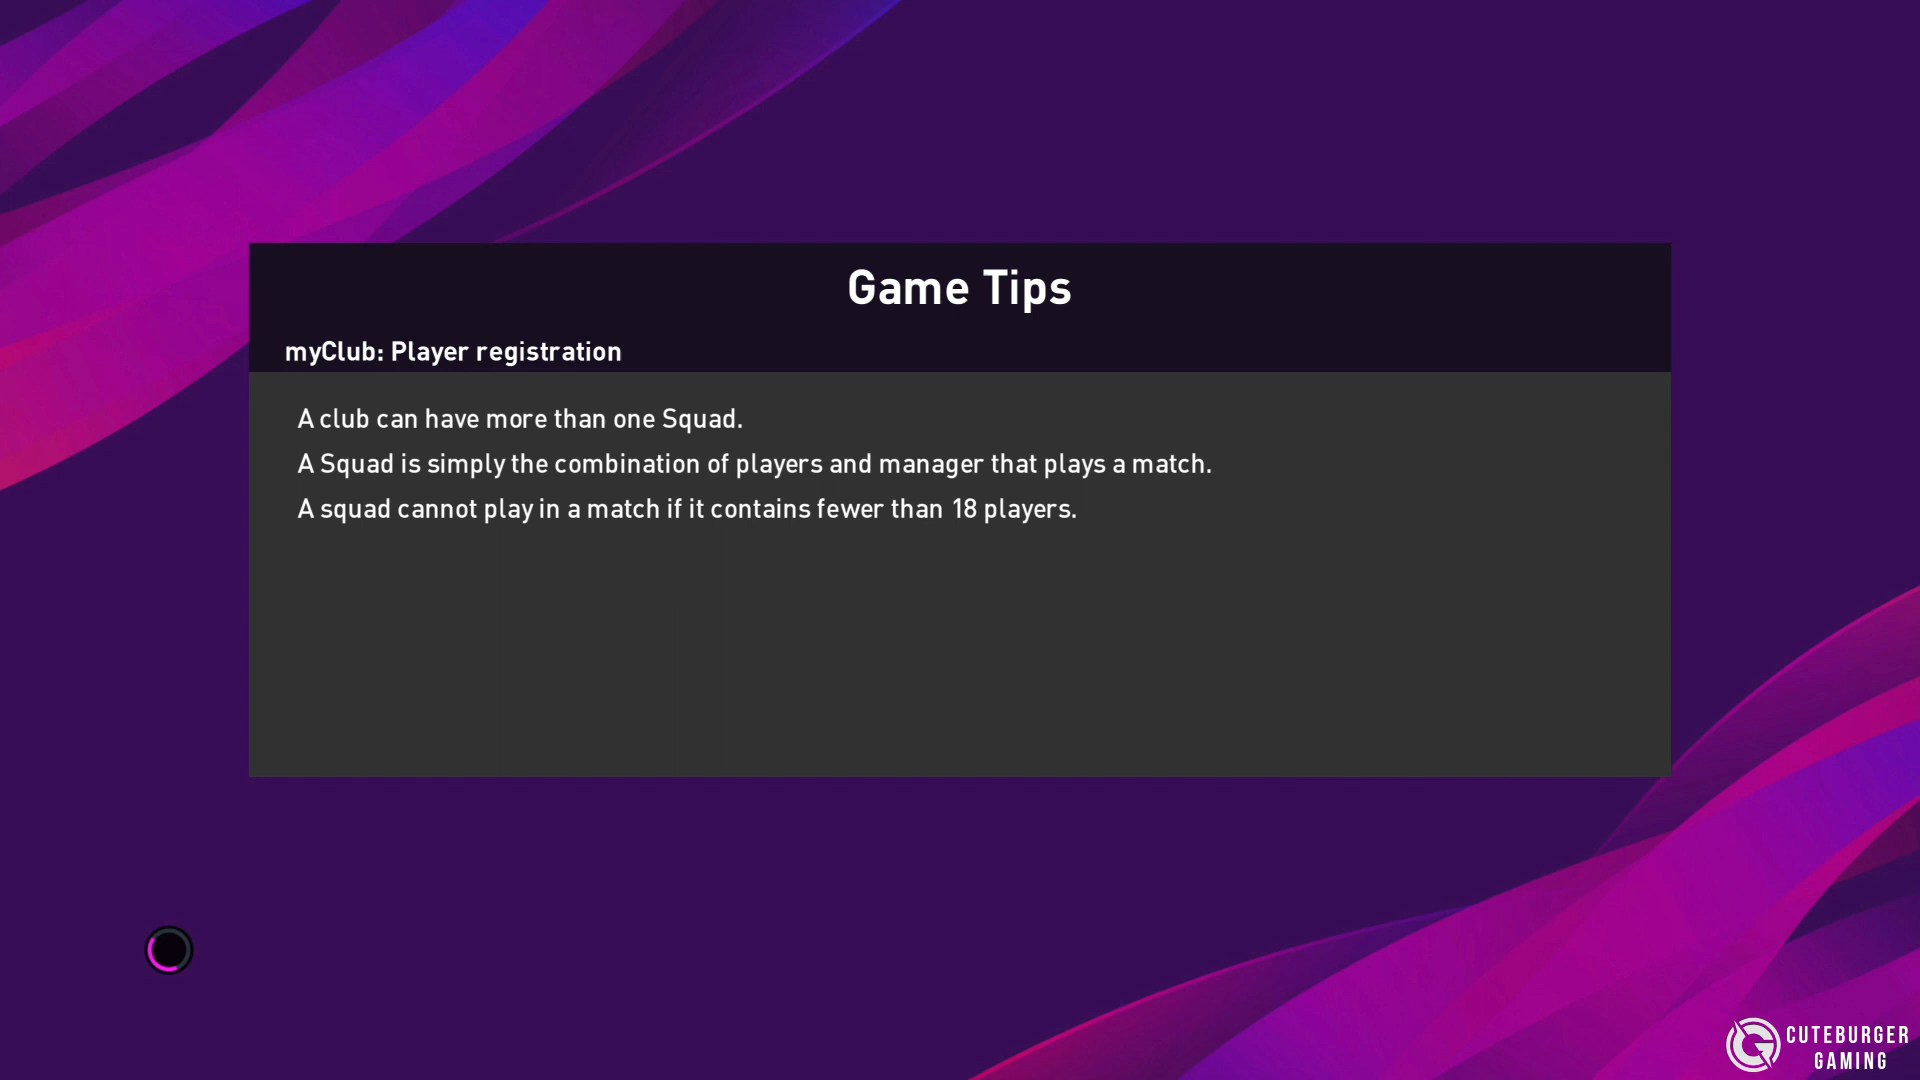 Game Tips
myClub: Player registration
A club can have more than one Squad.
A Squad is simply the combination of players and manager that plays a match.
A squad cannot play in a match if it contains fewer than 18 players.
CUTEBURGER
GAMING